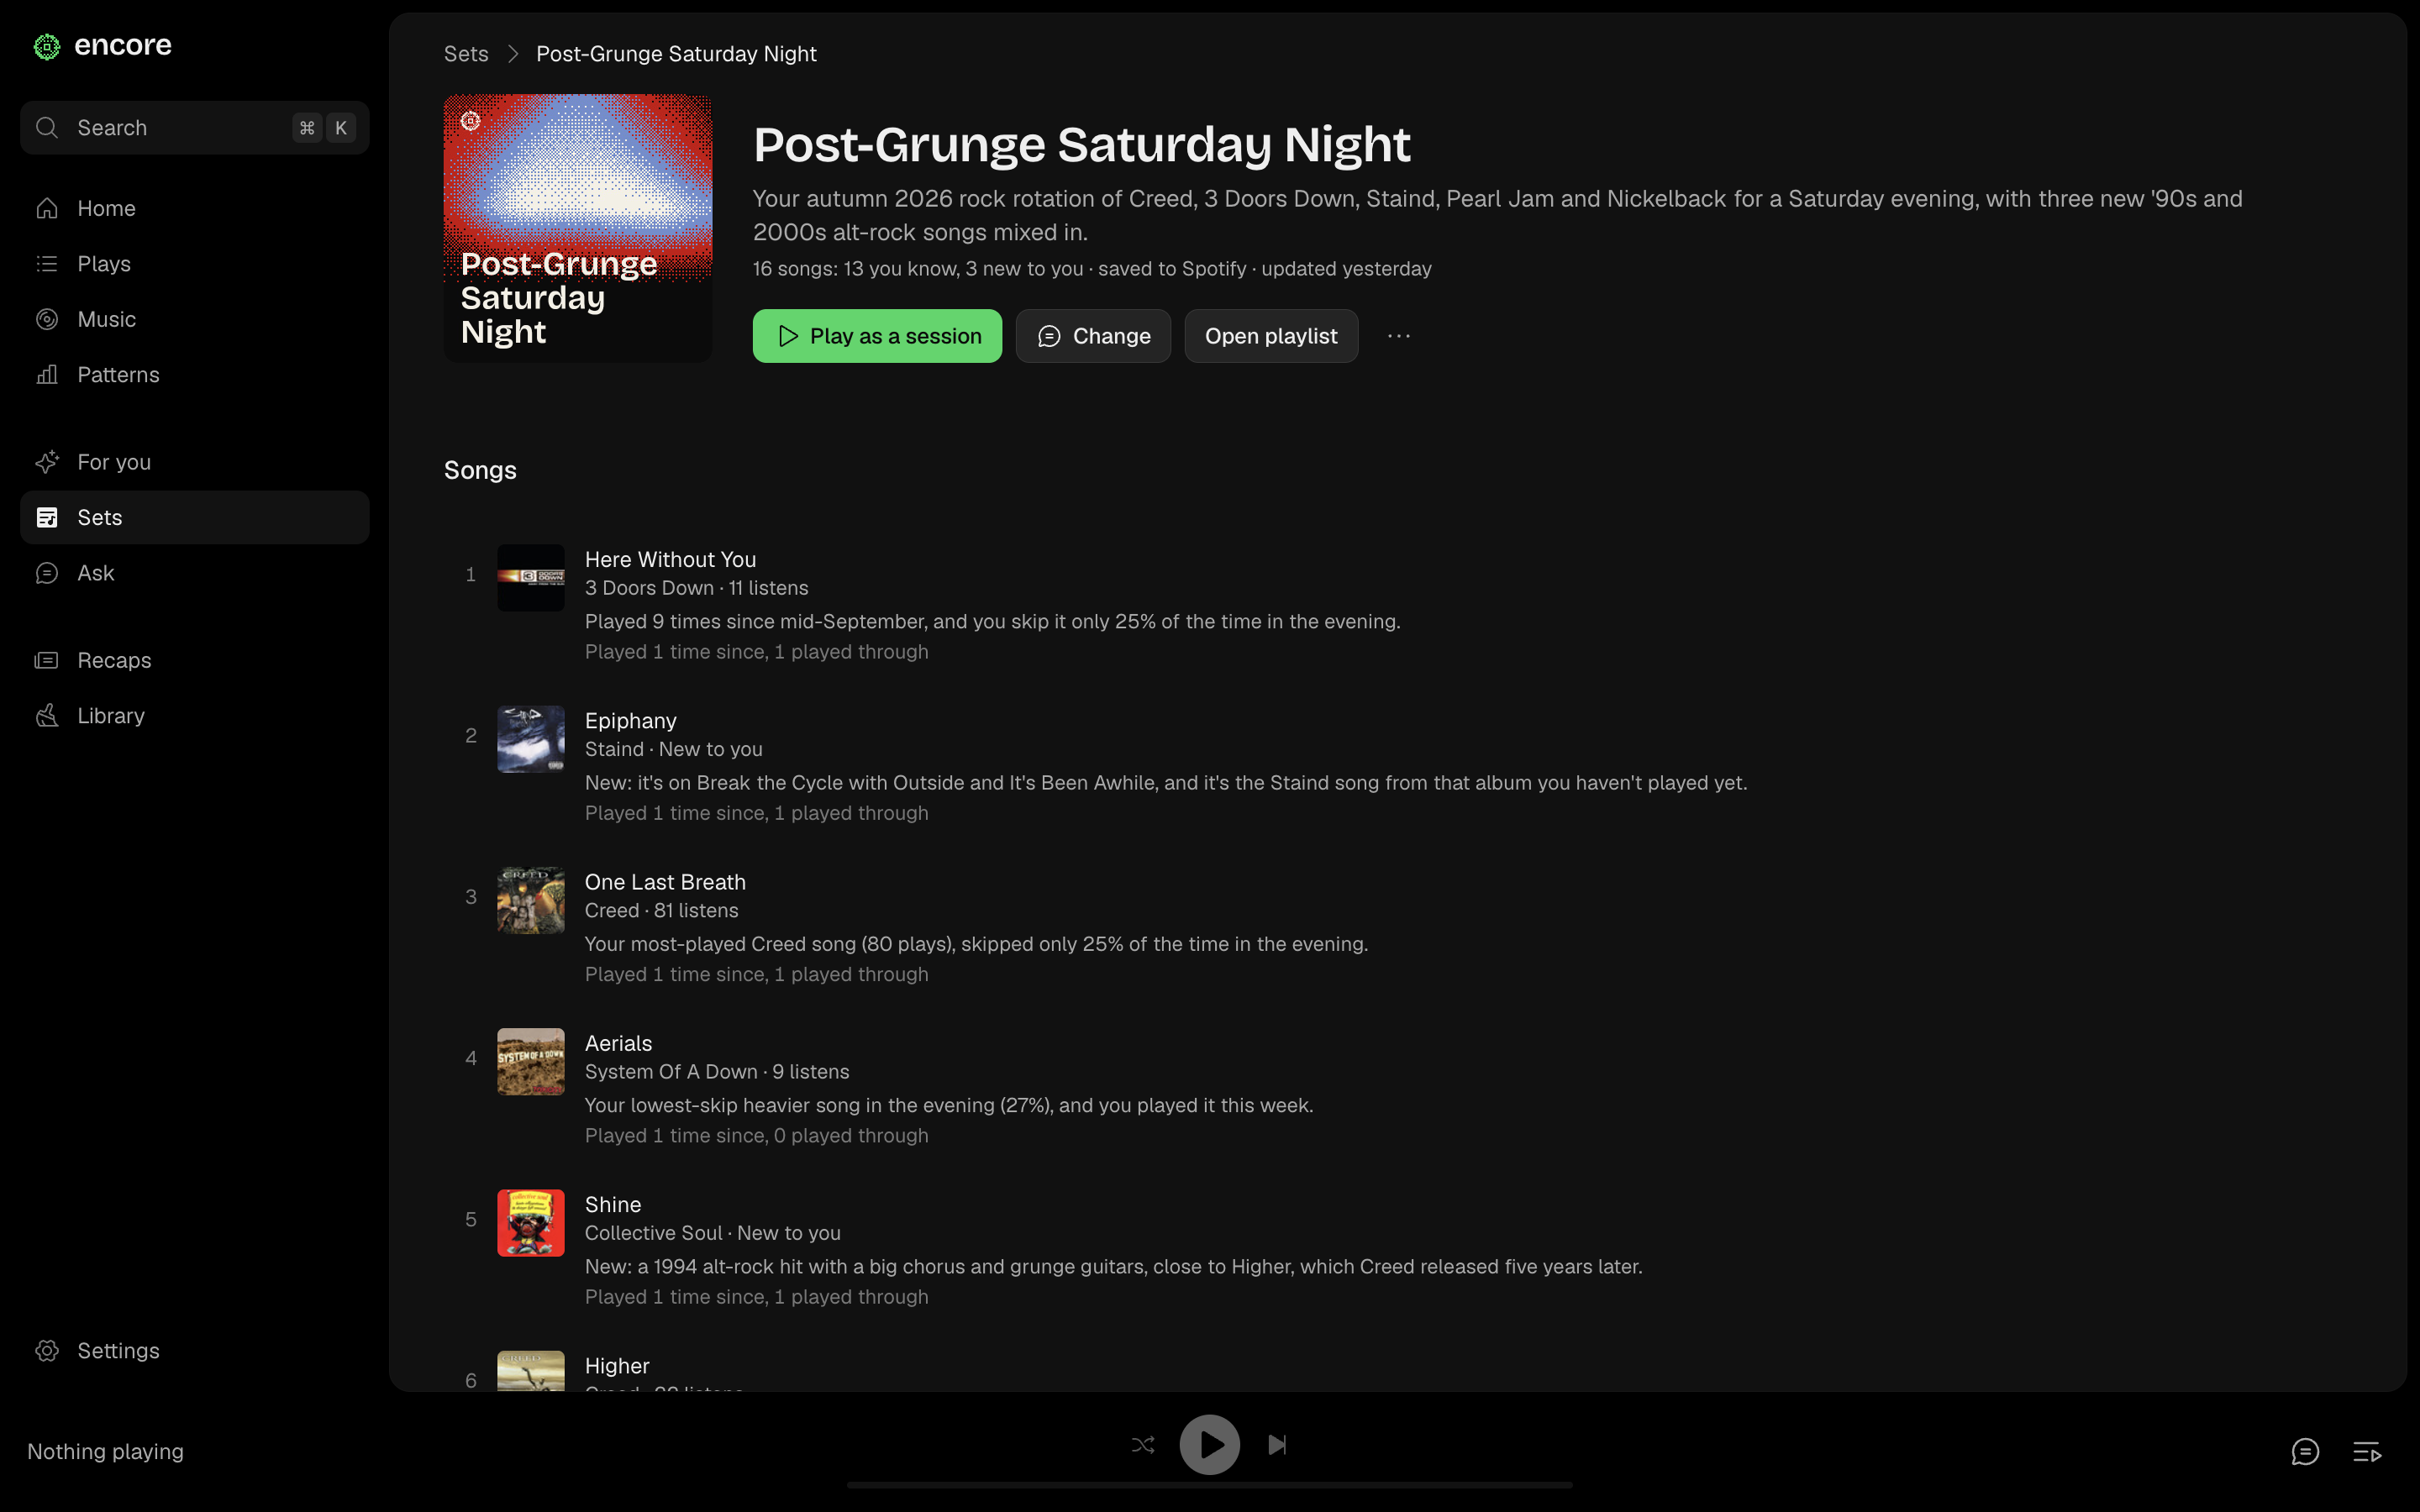 encore
Search ⌘ K
Home
Plays
Music
Patterns
For you
Sets
Ask
Recaps
Library
Settings
Sets > Post-Grunge Saturday Night
Post-Grunge
Saturday
Night
Post-Grunge Saturday Night
Your autumn 2026 rock rotation of Creed, 3 Doors Down, Staind, Pearl Jam and Nickelback for a Saturday evening, with three new '90s and
2000s alt-rock songs mixed in.
16 songs: 13 you know, 3 new to you · saved to Spotify · updated yesterday
Play as a session
Change
Open playlist
Songs
1
Here Without You
3 Doors Down · 11 listens
Played 9 times since mid-September, and you skip it only 25% of the time in the evening.
Played 1 time since, 1 played through
2
Epiphany
Staind · New to you
New: it's on Break the Cycle with Outside and It's Been Awhile, and it's the Staind song from that album you haven't played yet.
Played 1 time since, 1 played through
3
CREED
One Last Breath
Creed · 81 listens
Your most-played Creed song (80 plays), skipped only 25% of the time in the evening.
Played 1 time since, 1 played through
4
SYSTEM OF A DOWN
Aerials
System Of A Down · 9 listens
Your lowest-skip heavier song in the evening (27%), and you played it this week.
Played 1 time since, 0 played through
5
collective soul
Shine
Collective Soul · New to you
New: a 1994 alt-rock hit with a big chorus and grunge guitars, close to Higher, which Creed released five years later.
Played 1 time since, 1 played through
6
Higher
Nothing playing